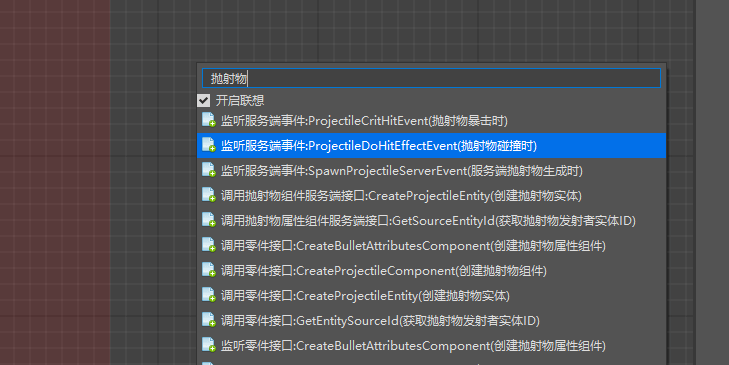 抛射物
开启联想
监听服务端事件:ProjectileCritHitEvent(抛射物暴击时)
监听服务端事件:ProjectileDoHitEffectEvent(抛射物碰撞时)
监听服务端事件:SpawnProjectileServerEvent(服务端抛射物生成时)
调用抛射物组件服务端接口:CreateProjectileEntity(创建抛射物实体)
调用抛射物属性组件服务端接口:GetSourceEntityId(获取抛射物发射者实体ID)
调用零件接口:CreateBulletAttributesComponent(创建抛射物属性组件)
调用零件接口:CreateProjectileComponent(创建抛射物组件)
调用零件接口:CreateProjectileEntity(创建抛射物实体)
调用零件接口:GetEntitySourceId(获取抛射物发射者实体ID)
监听零件接口:CreateBulletAttributesComponent(创建抛射物属性组件)